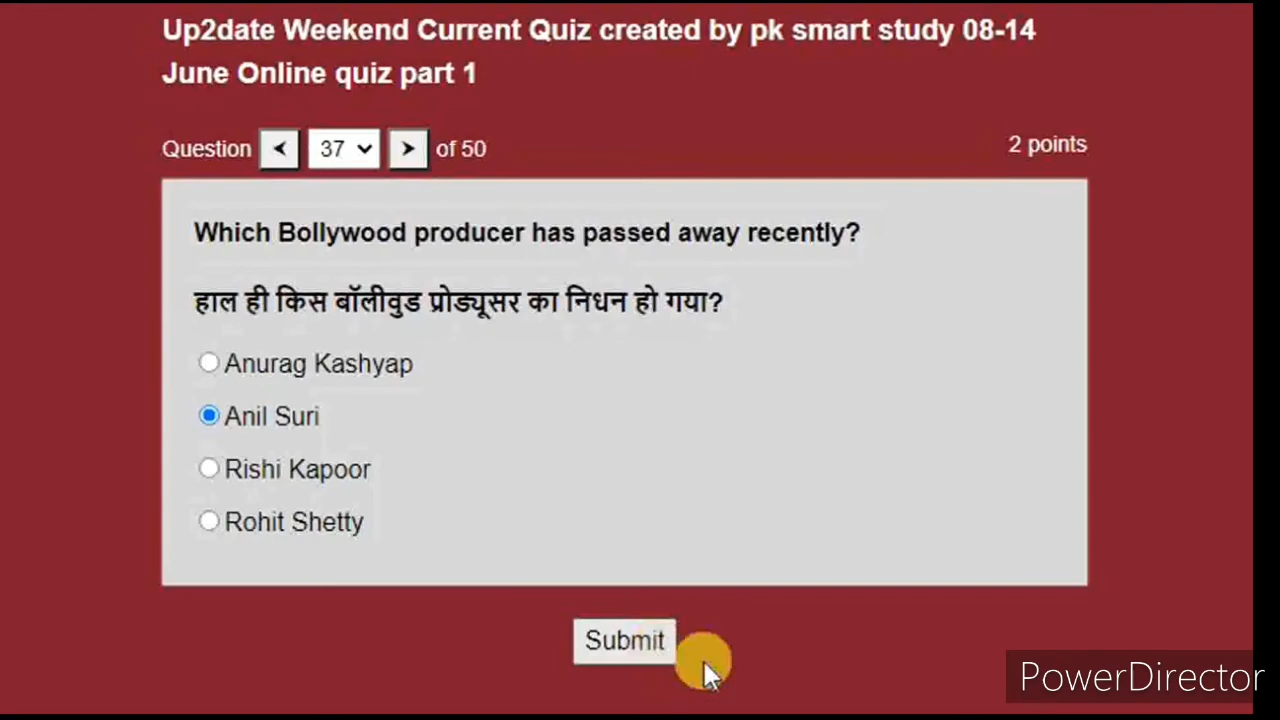 Up2date Weekend Current Quiz created by pk smart study 08-14
June Online quiz part 1
Question < 37 > of 50
2 points
Which Bollywood producer has passed away recently?
हाल ही किस बॉलीवुड प्रोड्यूसर का निधन हो गया?
Anurag Kashyap
Anil Suri
Rishi Kapoor
Rohit Shetty
Submit
PowerDirector